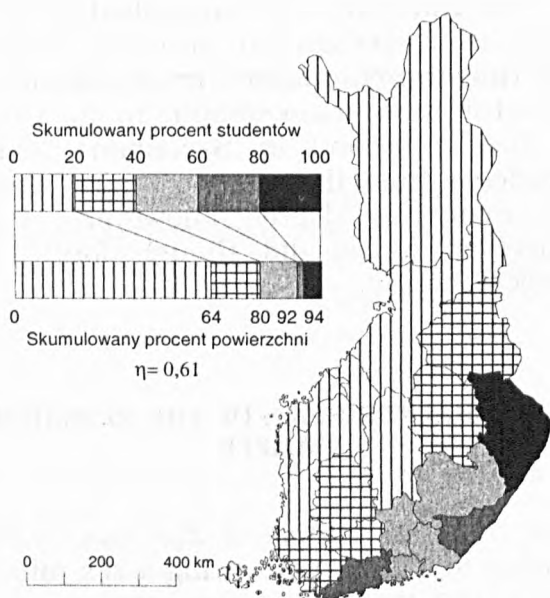 Skumulowany procent studentów
0 20 40 60 80 100
0 64 80 92 94
Skumulowany procent powierzchni
η= 0,61
0 200 400 km